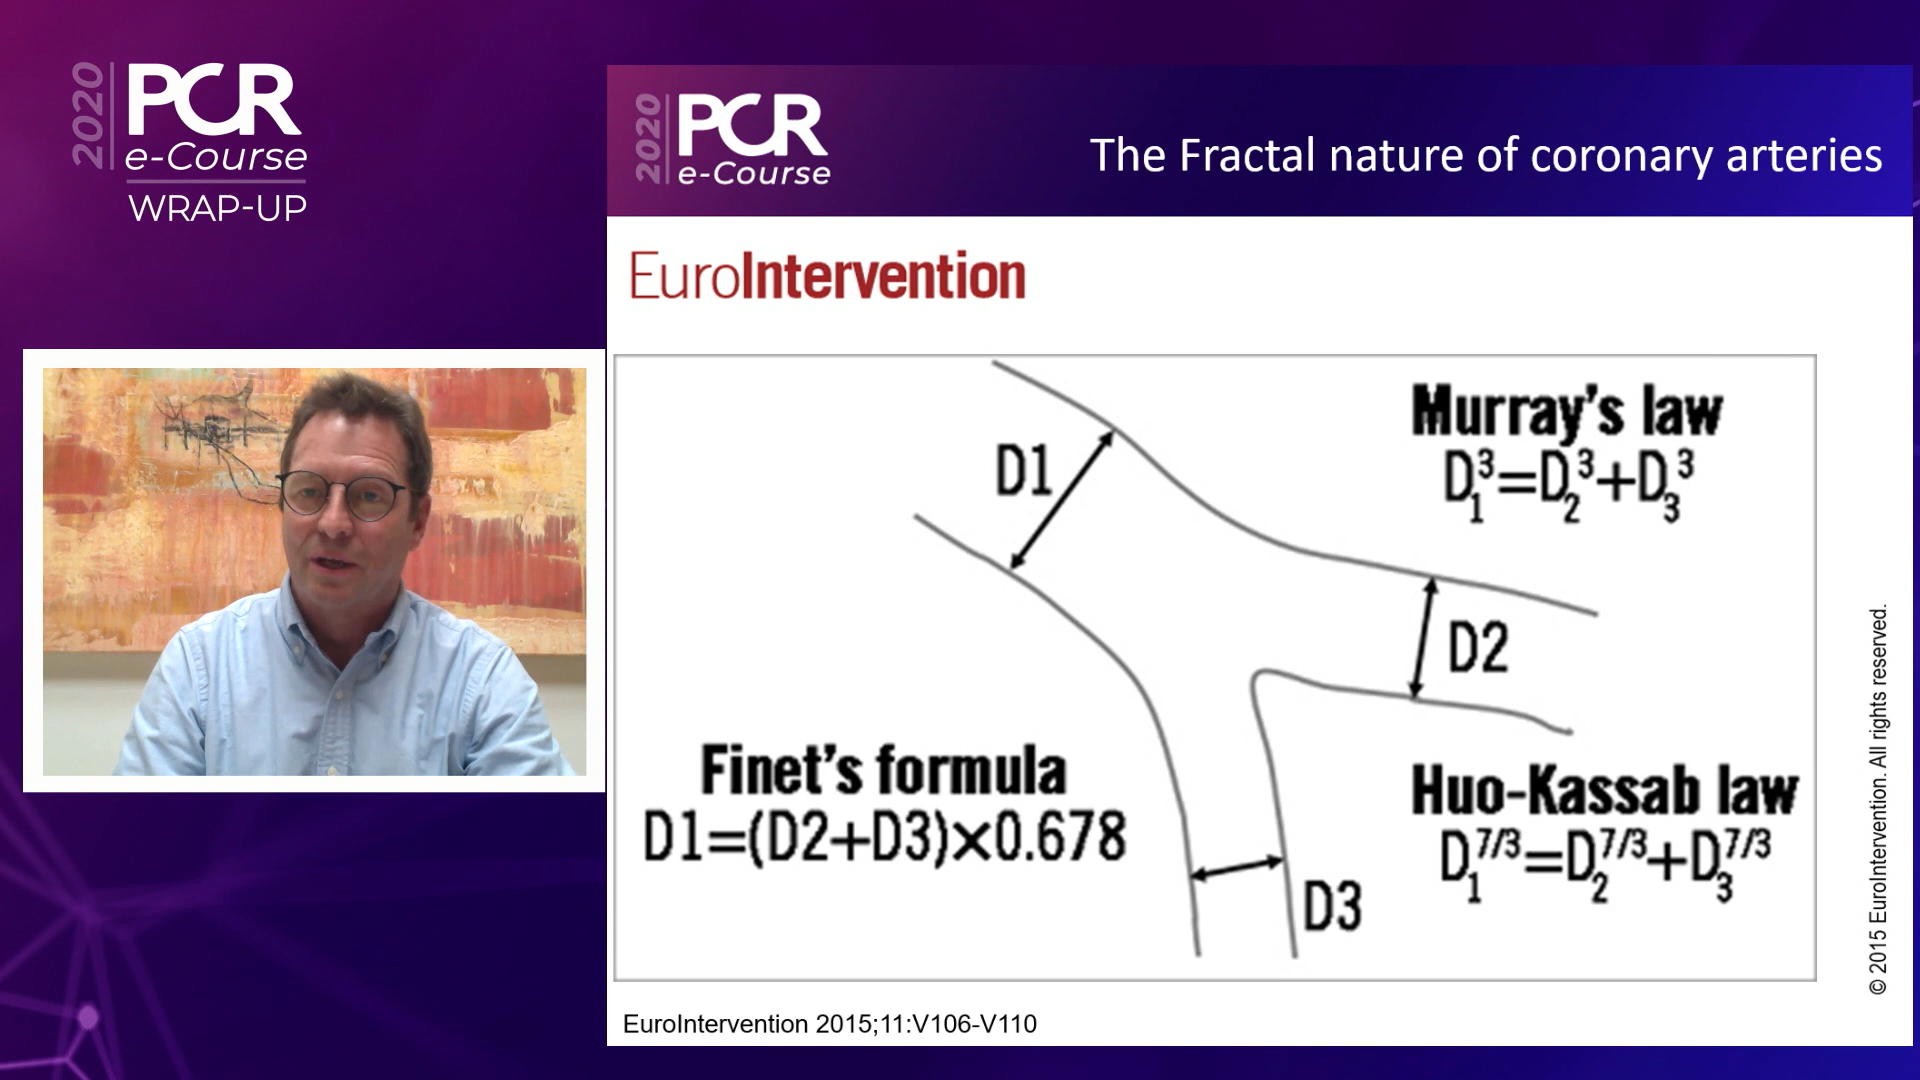 2020
PCR
e-Course
WRAP-UP
2020
PCR
e-Course
The Fractal nature of coronary arteries
EuroIntervention
Murray's law
D₁³=D₂³+D₃³
D1
D2
Finet's formula
D1=(D2+D3)×0.678
Huo-Kassab law
D₁^7/3=D₂^7/3+D₃^7/3
D3
© 2015 EuroIntervention. All rights reserved.
EuroIntervention 2015;11:V106-V110